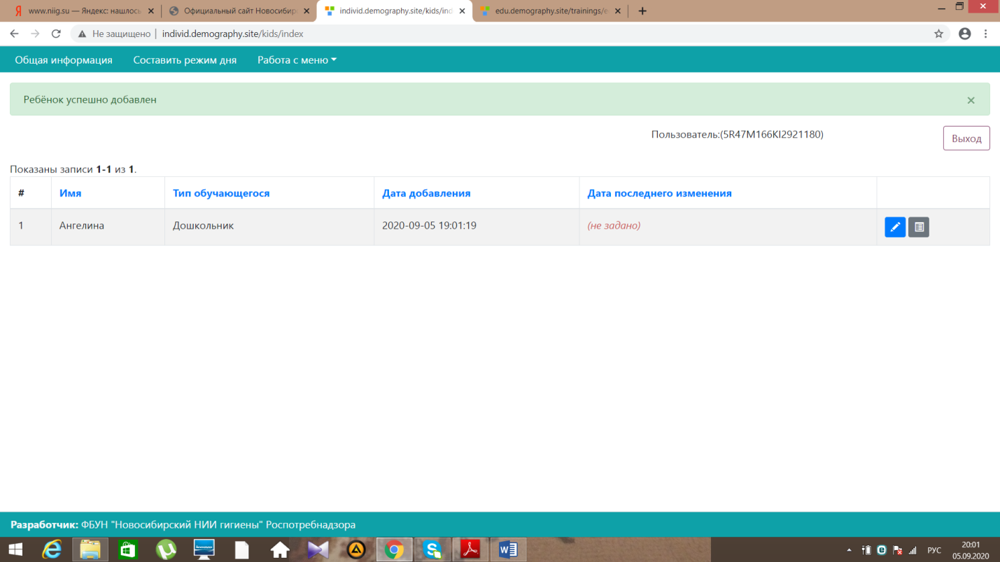 www.niig.su — Яндекс: нашлось
Официальный сайт Новосибир
individ.demography.site/kids/ind
edu.demography.site/trainings/e
Не защищено | individ.demography.site/kids/index
Общая информация Составить режим дня Работа с меню
Ребёнок успешно добавлен ×
Пользователь:(5R47M166KI2921180) Выход
Показаны записи 1-1 из 1.
# Имя Тип обучающегося Дата добавления Дата последнего изменения
1 Ангелина Дошкольник 2020-09-05 19:01:19 (не задано)
Разработчик: ФБУН "Новосибирский НИИ гигиены" Роспотребнадзора
РУС 20:01
05.09.2020